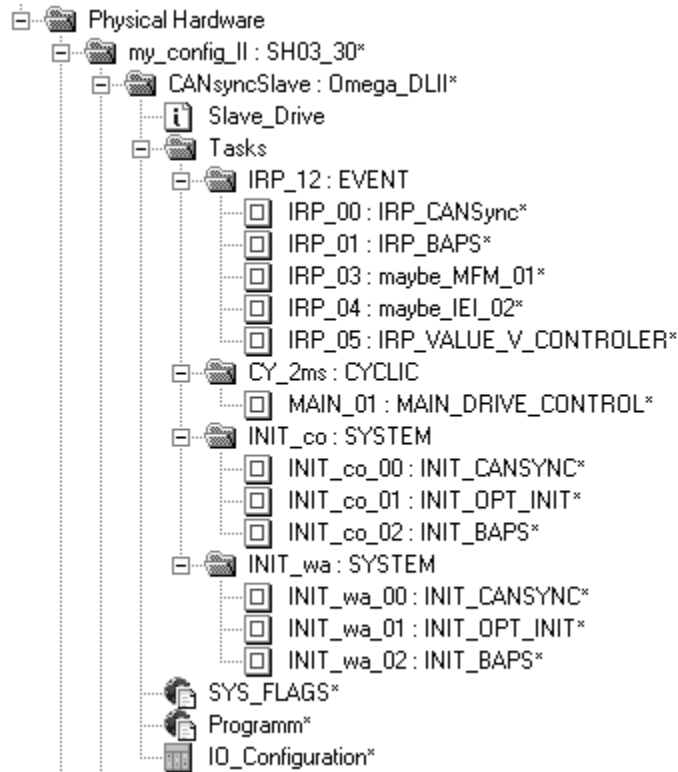 Physical Hardware
my_config_II : SH03_30*
CANsyncSlave : Omega_DLII*
Slave_Drive
Tasks
IRP_12 : EVENT
IRP_00 : IRP_CANSync*
IRP_01 : IRP_BAPS*
IRP_03 : maybe_MFM_01*
IRP_04 : maybe_IEI_02*
IRP_05 : IRP_VALUE_V_CONTROLER*
CY_2ms : CYCLIC
MAIN_01 : MAIN_DRIVE_CONTROL*
INIT_co : SYSTEM
INIT_co_00 : INIT_CANSYNC*
INIT_co_01 : INIT_OPT_INIT*
INIT_co_02 : INIT_BAPS*
INIT_wa : SYSTEM
INIT_wa_00 : INIT_CANSYNC*
INIT_wa_01 : INIT_OPT_INIT*
INIT_wa_02 : INIT_BAPS*
SYS_FLAGS*
Programm*
IO_Configuration*